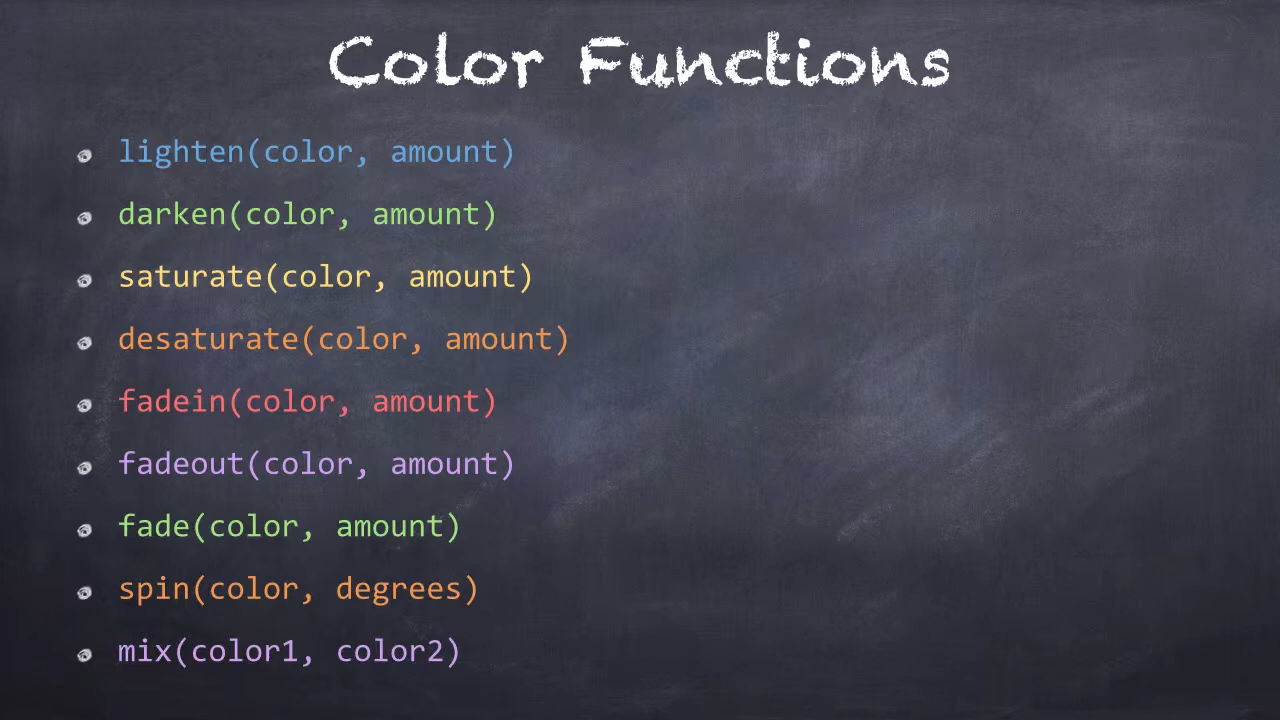 Color Functions
lighten(color, amount)
darken(color, amount)
saturate(color, amount)
desaturate(color, amount)
fadein(color, amount)
fadeout(color, amount)
fade(color, amount)
spin(color, degrees)
mix(color1, color2)